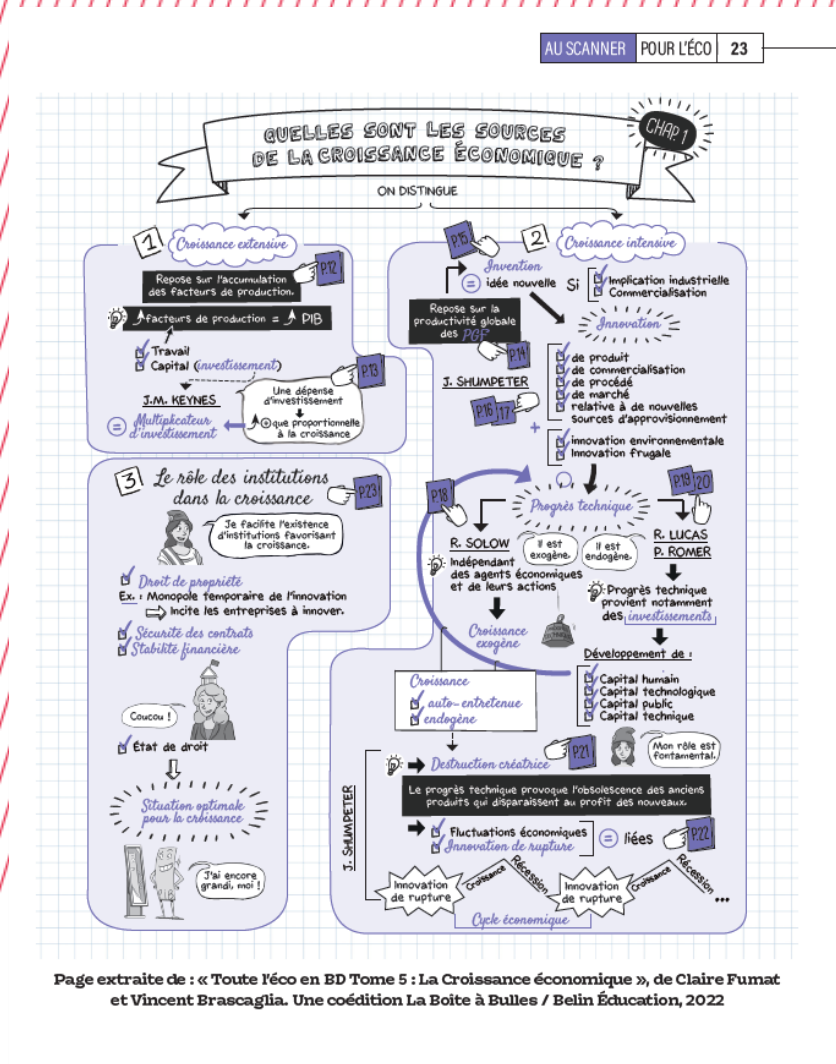 AU SCANNER POUR L'ÉCO 23
CHAP 1
QUELLES SONT LES SOURCES
DE LA CROISSANCE ÉCONOMIQUE ?
ON DISTINGUE
1 Croissance extensive
P.12
Repose sur l'accumulation
des facteurs de production.
facteurs de production = PIB
Travail
Capital (investissement)
P.13
J.M. KEYNES
= Multiplicateur
d'investissement
Une dépense
d'investissement
+ que proportionnelle
à la croissance
2 Croissance intensive
P.15
Invention
= idée nouvelle Si
Implication industrielle
Commercialisation
Repose sur la
productivité globale
des PGF
P.14
Innovation
de produit
de commercialisation
de procédé
de marché
relative à de nouvelles
sources d'approvisionnement
J. SHUMPETER
P.16 17
+
innovation environnementale
Innovation frugale
P.18
P.19 20
Progrès technique
R. SOLOW
Il est
exogène.
Il est
endogène.
R. LUCAS
P. ROMER
Indépendant
des agents économiques
et de leurs actions
Croissance
exogène
Progrès technique
provient notamment
des investissements
Développement de :
Capital humain
Capital technologique
Capital public
Capital technique
Croissance
auto-entretenue
endogène
Mon rôle est
fontamental.
J. SHUMPETER
Destruction créatrice
P.21
Le progrès technique provoque l'obsolescence des anciens
produits qui disparaissent au profit des nouveaux.
Fluctuations économiques
Innovation de rupture
= liées
P.22
Innovation
de rupture
Croissance
Récession
Innovation
de rupture
Croissance
Récession
...
Cycle économique
3 Le rôle des institutions
dans la croissance
P.23
Je facilite l'existence
d'institutions favorisant
la croissance.
Droit de propriété
Ex. : Monopole temporaire de l'innovation
Incite les entreprises à innover.
Sécurité des contrats
Stabilité financière
Coucou !
État de droit
Situation optimale
pour la croissance
J'ai encore
grandi, moi !
Page extraite de : « Toute l'éco en BD Tome 5 : La Croissance économique », de Claire Fumat
et Vincent Brascaglia. Une coédition La Boîte à Bulles / Belin Éducation, 2022